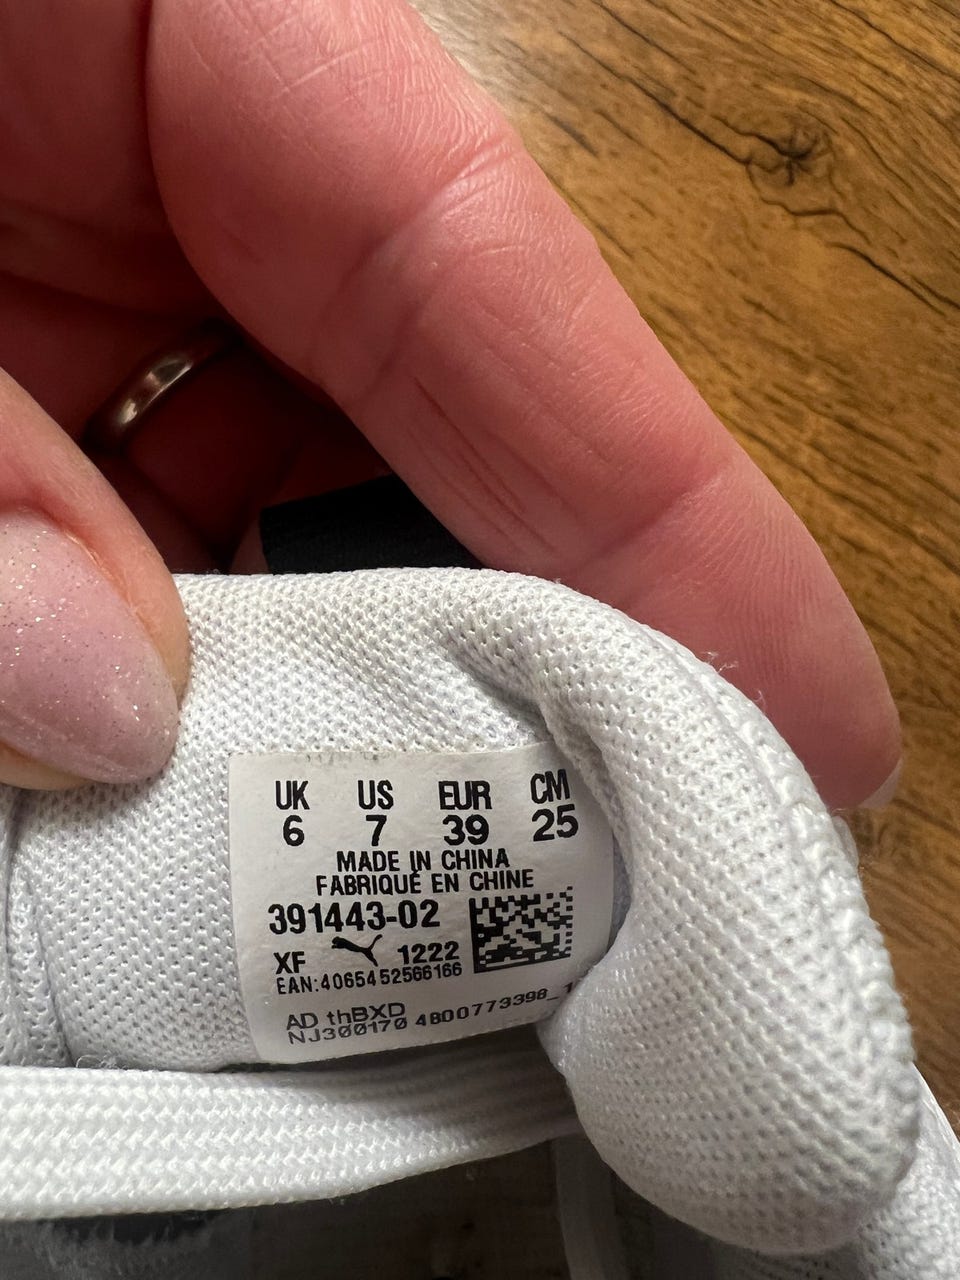 UK US EUR CM
6 7 39 25
MADE IN CHINA
FABRIQUÉ EN CHINE
391443-02
XF 1222
EAN:4065452566166
AD thBXD
NJ300170 4800773398_1